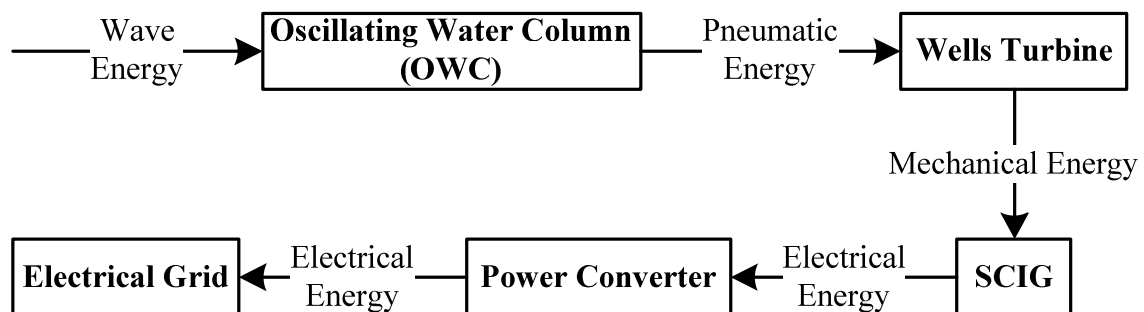 Wave
Energy
Oscillating Water Column
(OWC)
Pneumatic
Energy
Wells Turbine
Mechanical Energy
SCIG
Electrical
Energy
Power Converter
Electrical
Energy
Electrical Grid